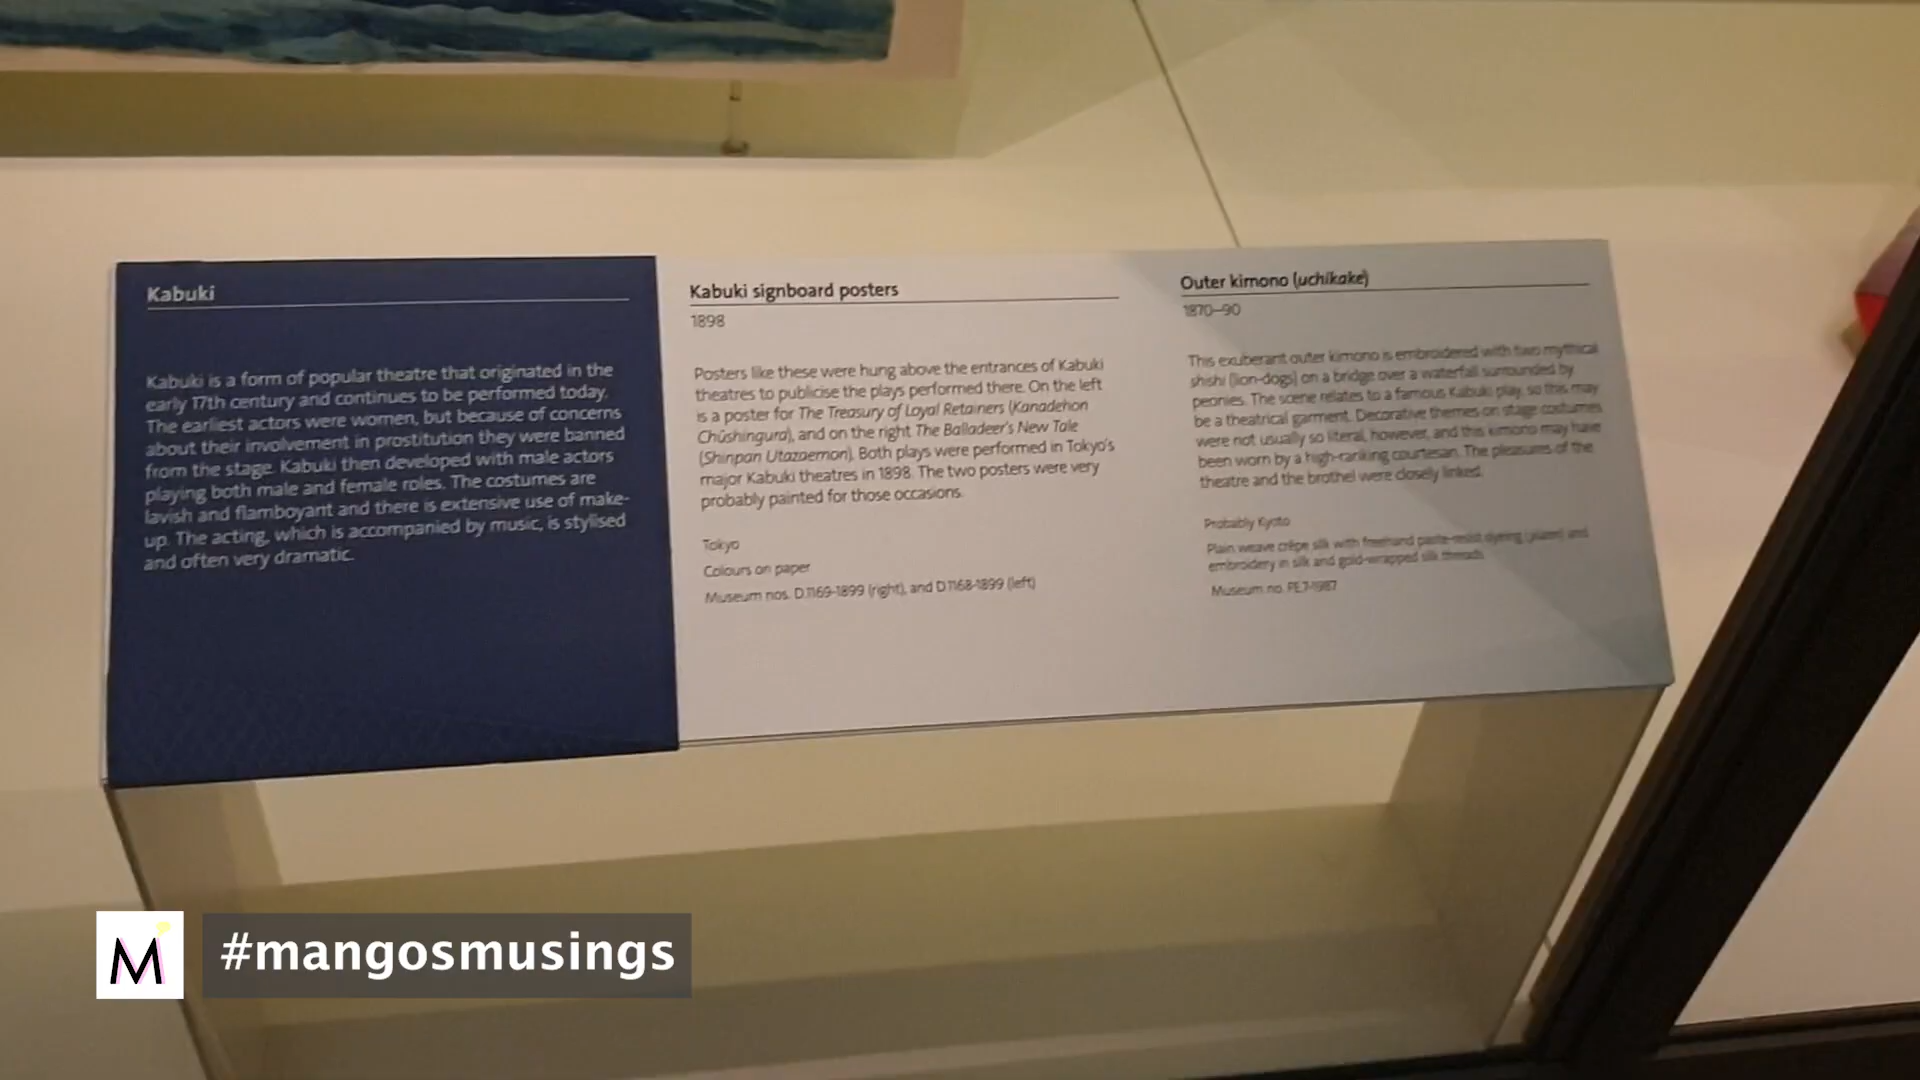 Kabuki
Kabuki is a form of popular theatre that originated in the
early 17th century and continues to be performed today.
The earliest actors were women, but because of concerns
about their involvement in prostitution they were banned
from the stage. Kabuki then developed with male actors
playing both male and female roles. The costumes are
lavish and flamboyant and there is extensive use of make-
up. The acting, which is accompanied by music, is stylised
and often very dramatic.
Kabuki signboard posters
1898
Posters like these were hung above the entrances of Kabuki
theatres to publicise the plays performed there. On the left
is a poster for The Treasury of Loyal Retainers (Kanadehon
Chūshingura), and on the right The Balladeer's New Tale
(Shinpan Utazaemon). Both plays were performed in Tokyo's
major Kabuki theatres in 1898. The two posters were very
probably painted for those occasions.
Tokyo
Colours on paper
Museum nos. D.1169-1899 (right), and D.1168-1899 (left)
Outer kimono (uchikake)
1870–90
This exuberant outer kimono is embroidered with two mythical
shishi (lion-dogs) on a bridge over a waterfall surrounded by
peonies. The scene relates to a famous Kabuki play, so this may
be a theatrical garment. Decorative themes on stage costumes
were not usually so literal, however, and this kimono may have
been worn by a high-ranking courtesan. The pleasures of the
theatre and the brothel were closely linked.
Probably Kyoto
Plain weave crêpe silk with freehand paste-resist dyeing (yūzen) and
embroidery in silk and gold-wrapped silk threads
Museum no. FE.7-1987
M
#mangosmusings